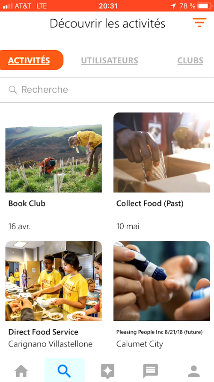 AT&T LTE 20:31 78 %
Découvrir les activités
ACTIVITÉS UTILISATEURS CLUBS
Recherche
Book Club Collect Food (Past)
16 avr. 10 mai
Direct Food Service Pleasing People Inc 8/21/18 (future)
Carignano Villastellone Calumet City